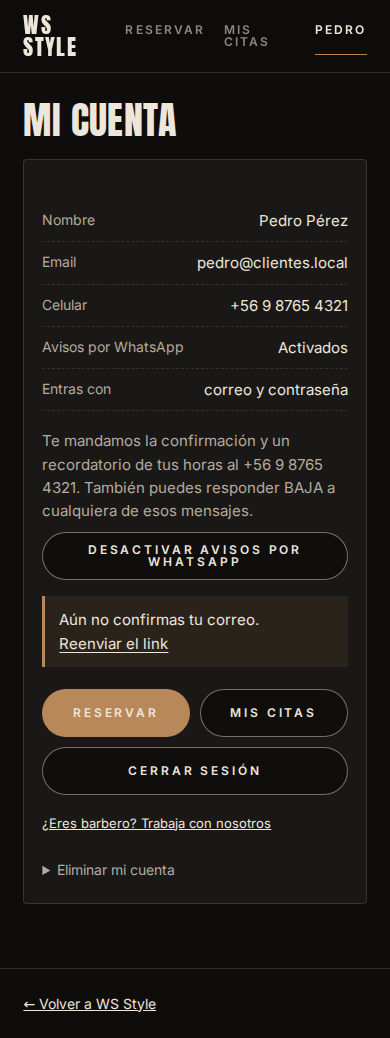 WS
STYLE
RESERVAR
MIS
CITAS
PEDRO
MI CUENTA
Nombre Pedro Pérez
Email pedro@clientes.local
Celular +56 9 8765 4321
Avisos por WhatsApp Activados
Entras con correo y contraseña
Te mandamos la confirmación y un
recordatorio de tus horas al +56 9 8765
4321. También puedes responder BAJA a
cualquiera de esos mensajes.
DESACTIVAR AVISOS POR
WHATSAPP
Aún no confirmas tu correo.
Reenviar el link
RESERVAR MIS CITAS
CERRAR SESIÓN
¿Eres barbero? Trabaja con nosotros
▶ Eliminar mi cuenta
← Volver a WS Style